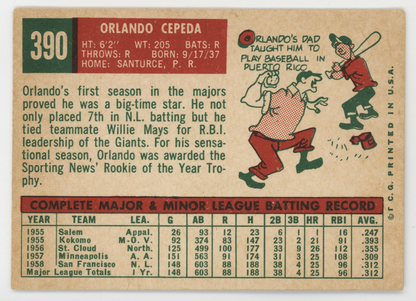 390
ORLANDO CEPEDA
HT: 6'2" WT: 205 BATS: R
THROWS: R BORN: 9/17/37
HOME: SANTURCE, P. R.
ORLANDO'S DAD
TAUGHT HIM TO
PLAY BASEBALL IN
PUERTO RICO
Orlando's first season in the majors
proved he was a big-time star. He not
only placed 7th in N.L. batting but he
tied teammate Willie Mays for R.B.I.
leadership of the Giants. For his sensa-
tional season, Orlando was awarded the
Sporting News' Rookie of the Year Tro-
phy.
©T.C.G. PRINTED IN U.S.A.
COMPLETE MAJOR & MINOR LEAGUE BATTING RECORD
YEAR TEAM LEA. G AB R H 2B 3B HR RBI AVG.
1955 Salem Appal. 26 93 12 23 6 1 1 16 .247
1955 Kokomo M-O. V. 92 374 83 147 21 91 .393
1956 St. Cloud North. 125 499 100 177 26 112 .355
1957 Minneapolis A. A. 151 563 91 174 31 25 108 .309
1958 San Francisco N. L. 148 603 88 188 38 4 25 96 .312
Major League Totals 1 Yr. 148 603 88 188 38 4 25 96 .312